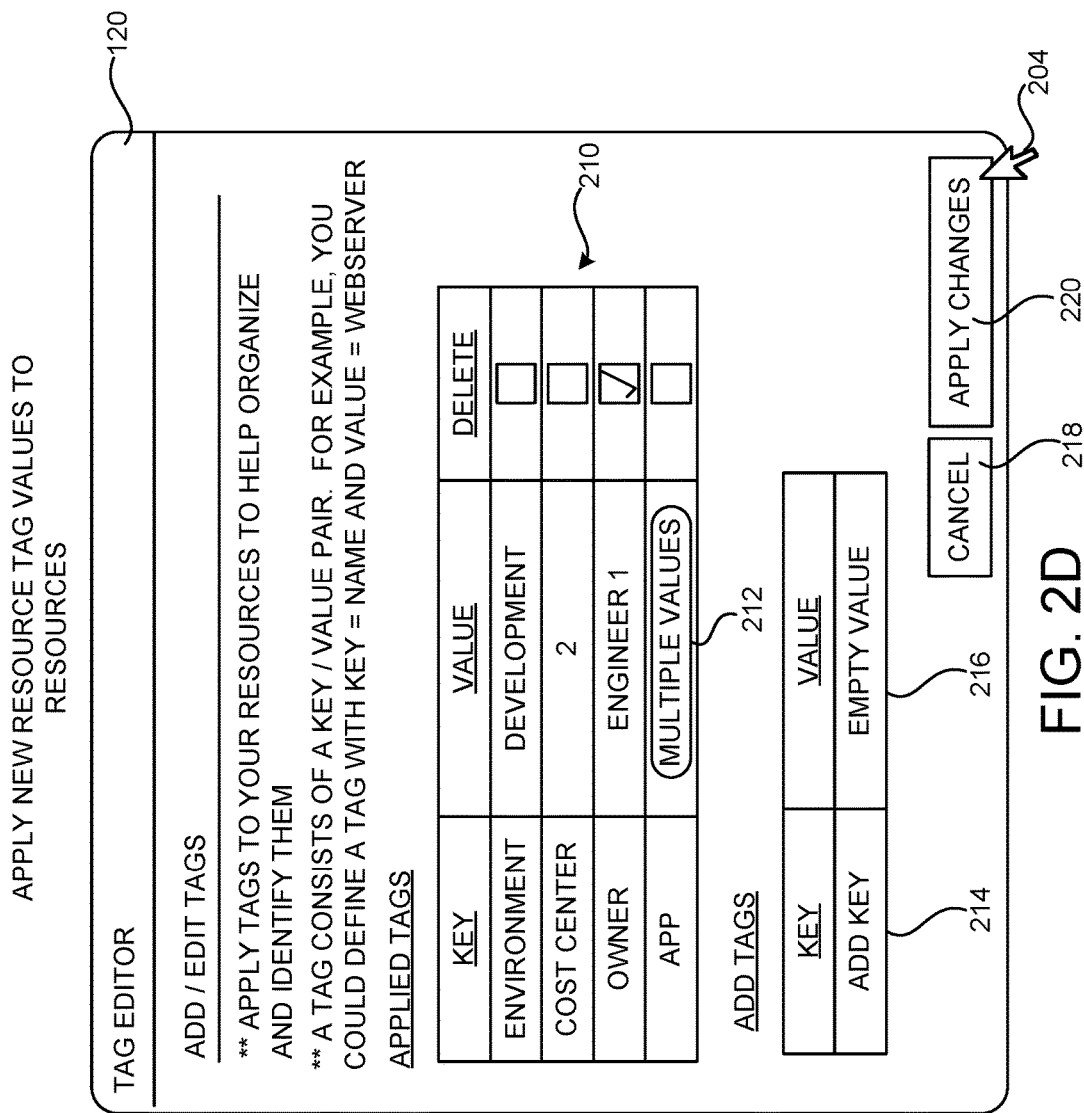 APPLY NEW RESOURCE TAG VALUES TO
RESOURCES
120
TAG EDITOR
ADD / EDIT TAGS
** APPLY TAGS TO YOUR RESOURCES TO HELP ORGANIZE
AND IDENTIFY THEM
** A TAG CONSISTS OF A KEY / VALUE PAIR. FOR EXAMPLE, YOU
COULD DEFINE A TAG WITH KEY = NAME AND VALUE = WEBSERVER
APPLIED TAGS
210
KEY VALUE DELETE
ENVIRONMENT DEVELOPMENT
COST CENTER 2
OWNER ENGINEER 1
APP MULTIPLE VALUES
212
ADD TAGS
KEY VALUE
ADD KEY EMPTY VALUE
214 216
CANCEL APPLY CHANGES
204
218 220
FIG. 2D